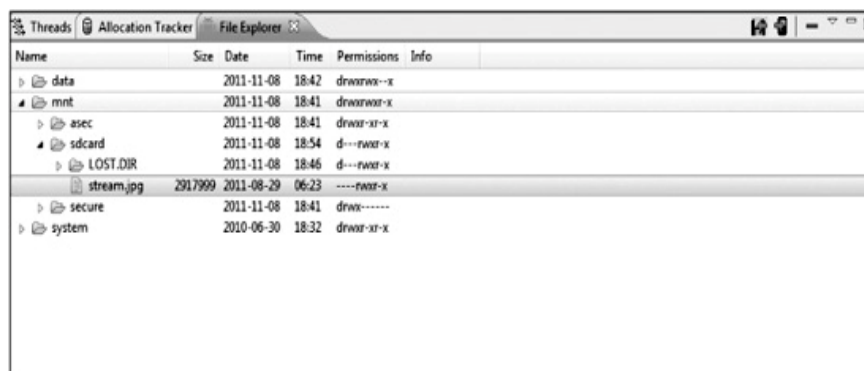 Threads Allocation Tracker File Explorer
Name Size Date Time Permissions Info
data 2011-11-08 18:42 drwxrwx--x
mnt 2011-11-08 18:41 drwxrwxr-x
asec 2011-11-08 18:41 drwxr-xr-x
sdcard 2011-11-08 18:54 d---rwxr-x
LOST.DIR 2011-11-08 18:46 d---rwxr-x
stream.jpg 2917999 2011-08-29 06:23 ----rwxr-x
secure 2011-11-08 18:41 drwx------
system 2010-06-30 18:32 drwxr-xr-x